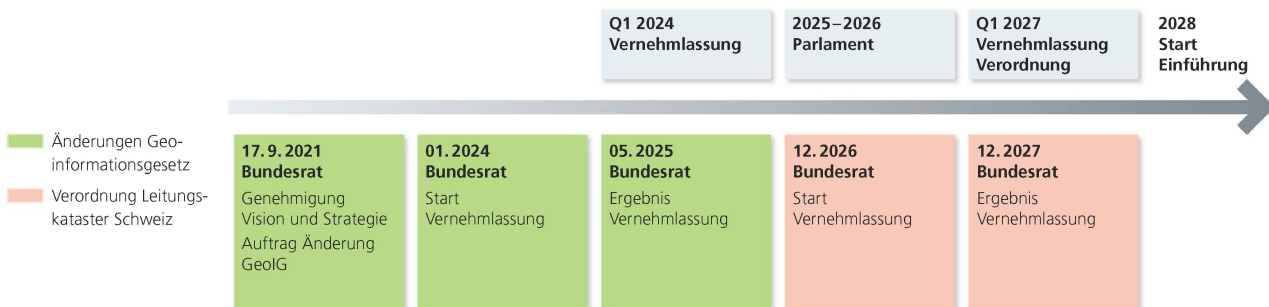 Q1 2024
Vernehmlassung
2025–2026
Parlament
Q1 2027
Vernehmlassung
Verordnung
2028
Start
Einführung
Änderungen Geo-
informationsgesetz
Verordnung Leitungs-
kataster Schweiz
17. 9. 2021
Bundesrat
Genehmigung
Vision und Strategie
Auftrag Änderung
GeoIG
01. 2024
Bundesrat
Start
Vernehmlassung
05. 2025
Bundesrat
Ergebnis
Vernehmlassung
12. 2026
Bundesrat
Start
Vernehmlassung
12. 2027
Bundesrat
Ergebnis
Vernehmlassung